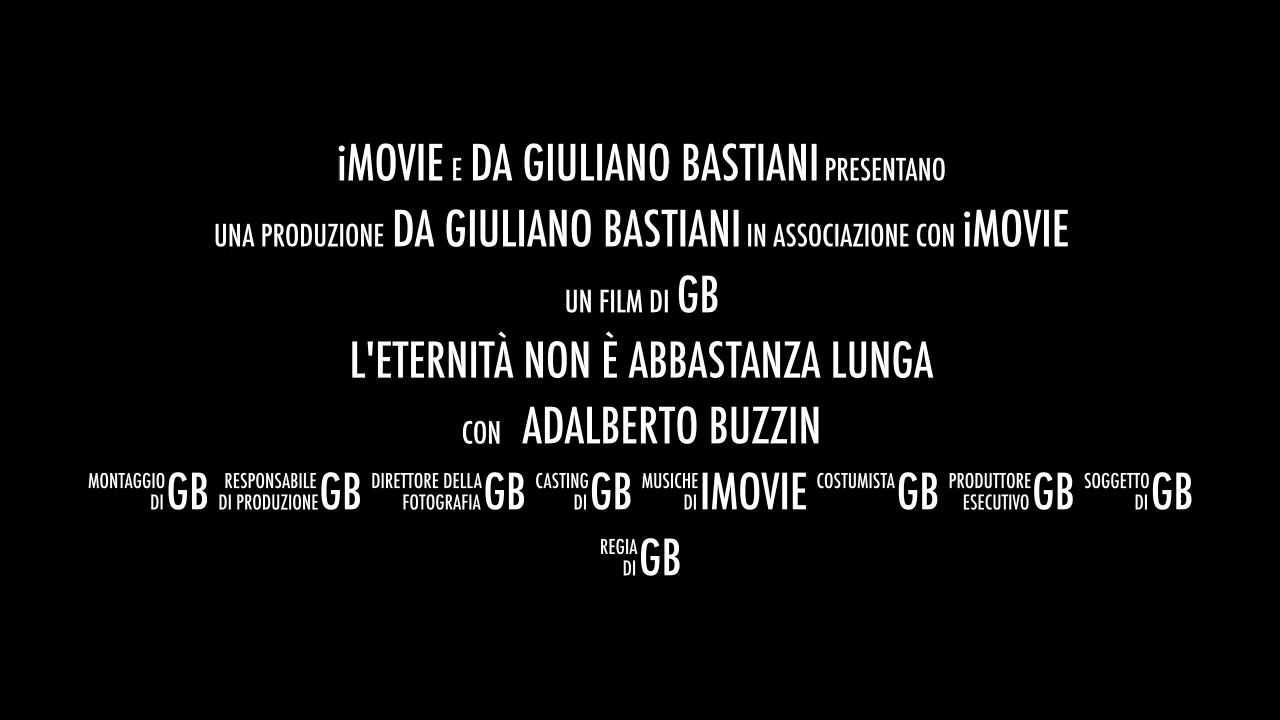 iMOVIE E DA GIULIANO BASTIANI PRESENTANO
UNA PRODUZIONE DA GIULIANO BASTIANI IN ASSOCIAZIONE CON iMOVIE
UN FILM DI GB
L'ETERNITÀ NON È ABBASTANZA LUNGA
CON ADALBERTO BUZZIN
MONTAGGIO DI GB RESPONSABILE DI PRODUZIONE GB DIRETTORE DELLA FOTOGRAFIA GB CASTING DI GB MUSICHE DI IMOVIE COSTUMISTA GB PRODUTTORE ESECUTIVO GB SOGGETTO DI GB
REGIA DI GB